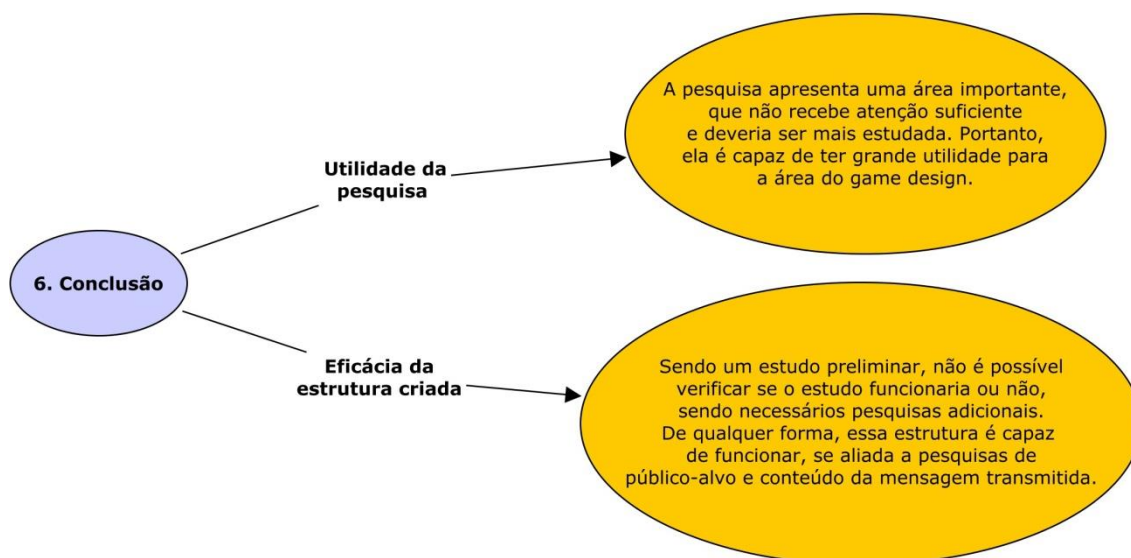 6. Conclusão
Utilidade da
pesquisa
A pesquisa apresenta uma área importante,
que não recebe atenção suficiente
e deveria ser mais estudada. Portanto,
ela é capaz de ter grande utilidade para
a área do game design.
Eficácia da
estrutura criada
Sendo um estudo preliminar, não é possível
verificar se o estudo funcionaria ou não,
sendo necessários pesquisas adicionais.
De qualquer forma, essa estrutura é capaz
de funcionar, se aliada a pesquisas de
público-alvo e conteúdo da mensagem transmitida.